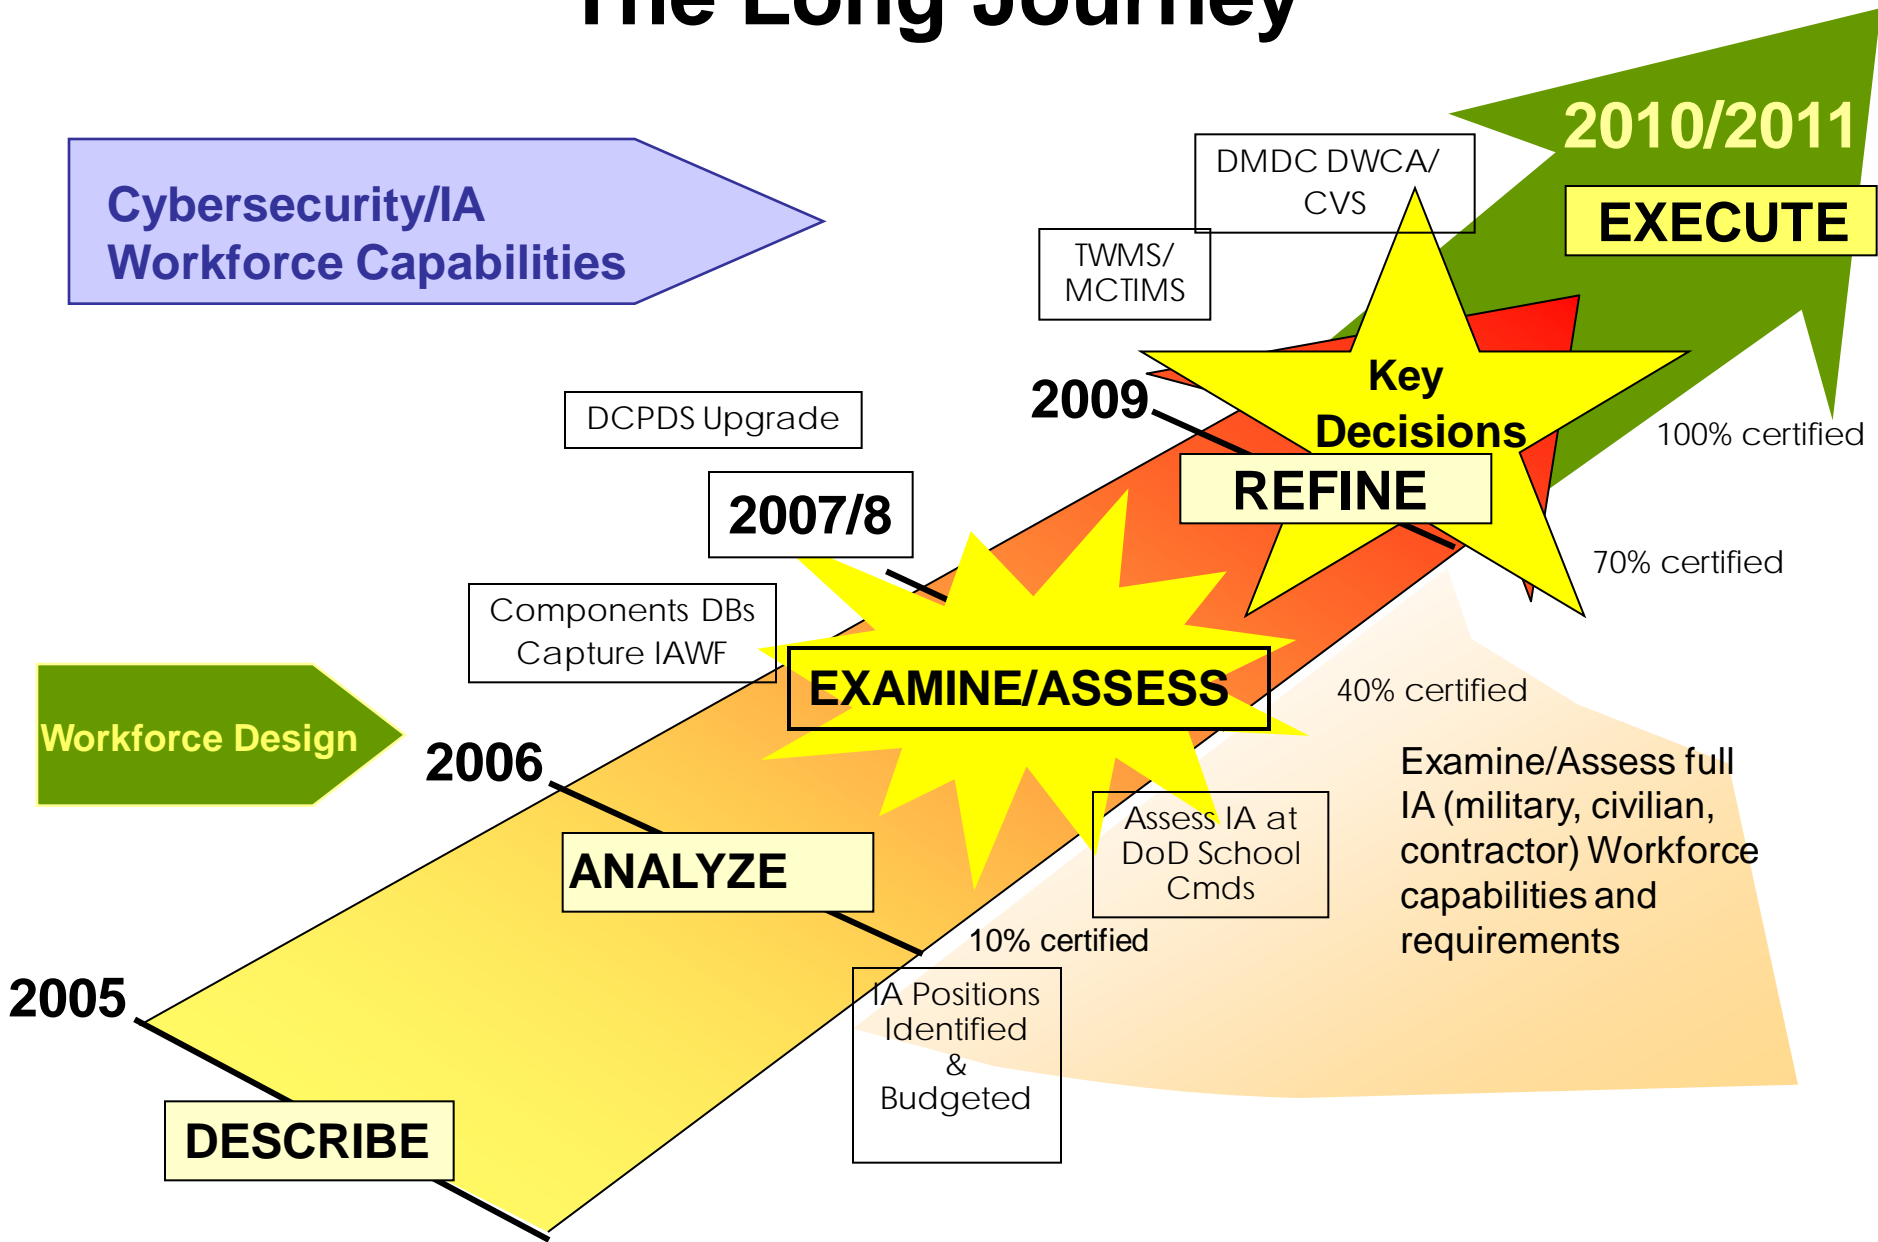 The Long Journey
2010/2011
EXECUTE
DMDC DWCA/
CVS
Cybersecurity/IA
Workforce Capabilities
TWMS/
MCTIMS
Key
Decisions
2009
REFINE
100% certified
DCPDS Upgrade
2007/8
70% certified
Components DBs
Capture IAWF
EXAMINE/ASSESS
40% certified
Workforce Design
2006
Examine/Assess full
IA (military, civilian,
contractor) Workforce
capabilities and
requirements
Assess IA at
DoD School
Cmds
ANALYZE
10% certified
IA Positions
Identified
&
Budgeted
2005
DESCRIBE